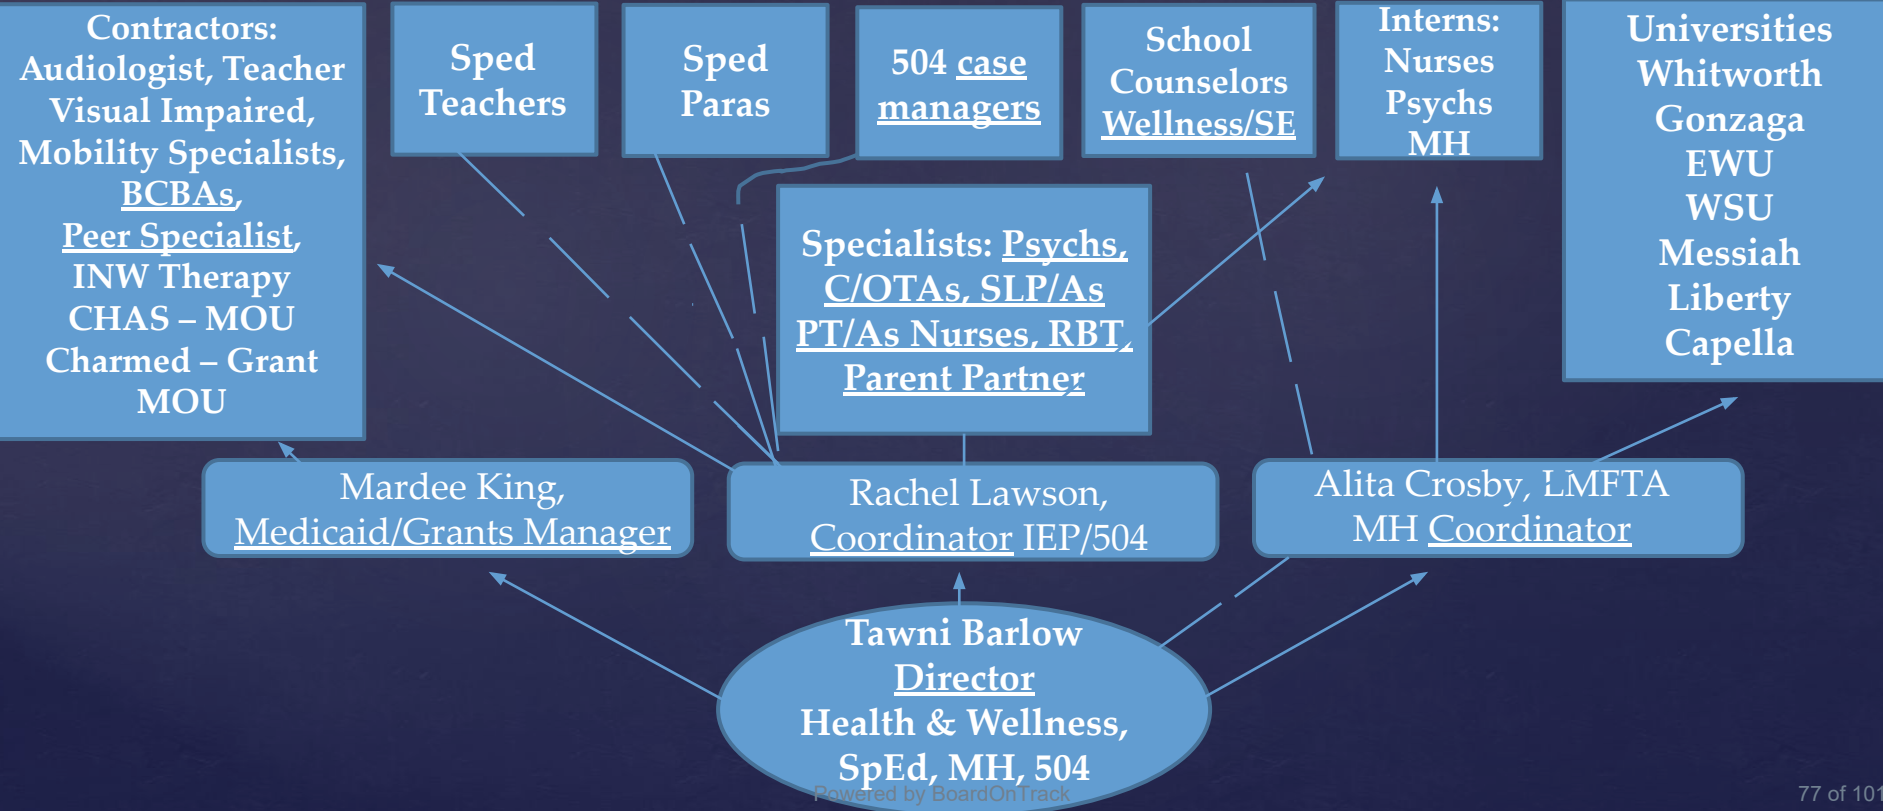 Contractors:
Audiologist, Teacher
Visual Impaired,
Mobility Specialists,
BCBAs,
Peer Specialist,
INW Therapy
CHAS – MOU
Charmed – Grant
MOU
Sped
Teachers
Sped
Paras
504 case
managers
School
Counselors
Wellness/SE
Interns:
Nurses
Psychs
MH
Universities
Whitworth
Gonzaga
EWU
WSU
Messiah
Liberty
Capella
Specialists: Psychs,
C/OTAs, SLP/As
PT/As Nurses, RBT,
Parent Partner
Mardee King,
Medicaid/Grants Manager
Rachel Lawson,
Coordinator IEP/504
Alita Crosby, LMFTA
MH Coordinator
Tawni Barlow
Director
Health & Wellness,
SpEd, MH, 504
Powered by BoardOnTrack
77 of 101